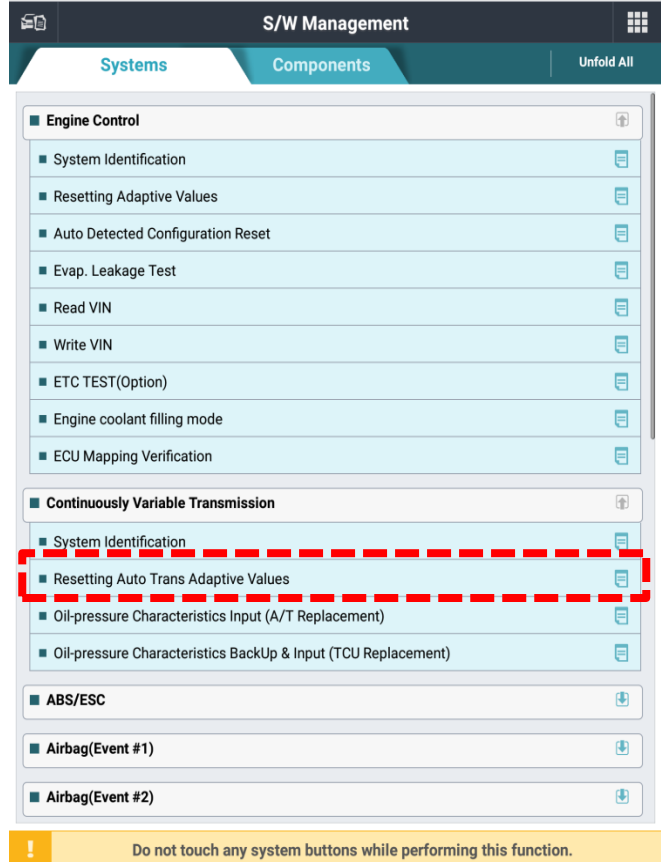 S/W Management
Systems
Components
Unfold All
Engine Control
System Identification
Resetting Adaptive Values
Auto Detected Configuration Reset
Evap. Leakage Test
Read VIN
Write VIN
ETC TEST(Option)
Engine coolant filling mode
ECU Mapping Verification
Continuously Variable Transmission
System Identification
Resetting Auto Trans Adaptive Values
Oil-pressure Characteristics Input (A/T Replacement)
Oil-pressure Characteristics BackUp & Input (TCU Replacement)
ABS/ESC
Airbag(Event #1)
Airbag(Event #2)
! Do not touch any system buttons while performing this function.